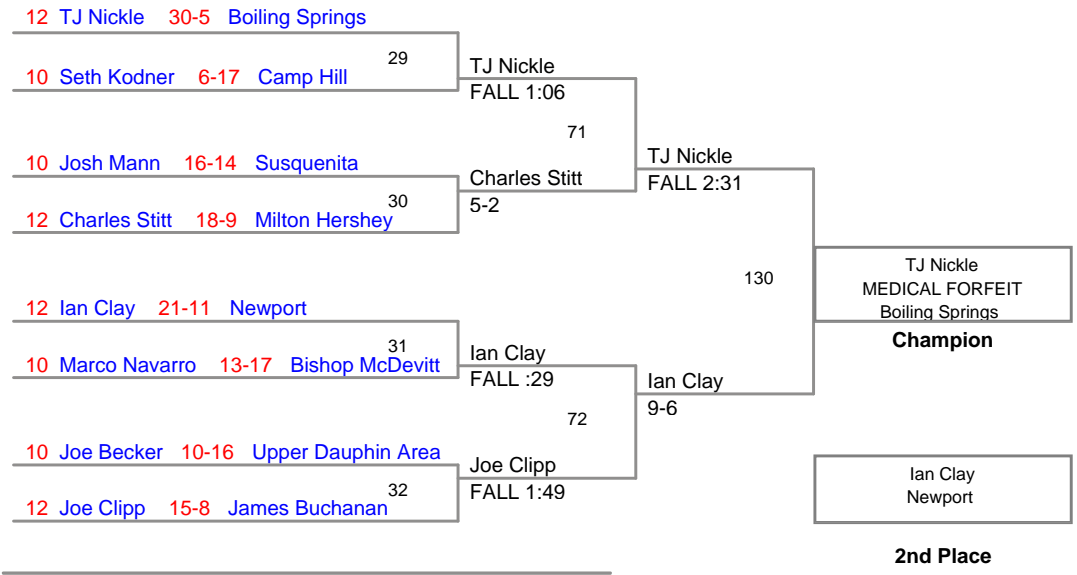 12 TJ Nickle 30-5 Boiling Springs
29
10 Seth Kodner 6-17 Camp Hill
TJ Nickle
FALL 1:06
71
10 Josh Mann 16-14 Susquenita
30
12 Charles Stitt 18-9 Milton Hershey
Charles Stitt
5-2
TJ Nickle
FALL 2:31
130
12 Ian Clay 21-11 Newport
31
10 Marco Navarro 13-17 Bishop McDevitt
Ian Clay
FALL :29
72
10 Joe Becker 10-16 Upper Dauphin Area
32
12 Joe Clipp 15-8 James Buchanan
Joe Clipp
FALL 1:49
Ian Clay
9-6
TJ Nickle
MEDICAL FORFEIT
Boiling Springs
Champion
Ian Clay
Newport
2nd Place